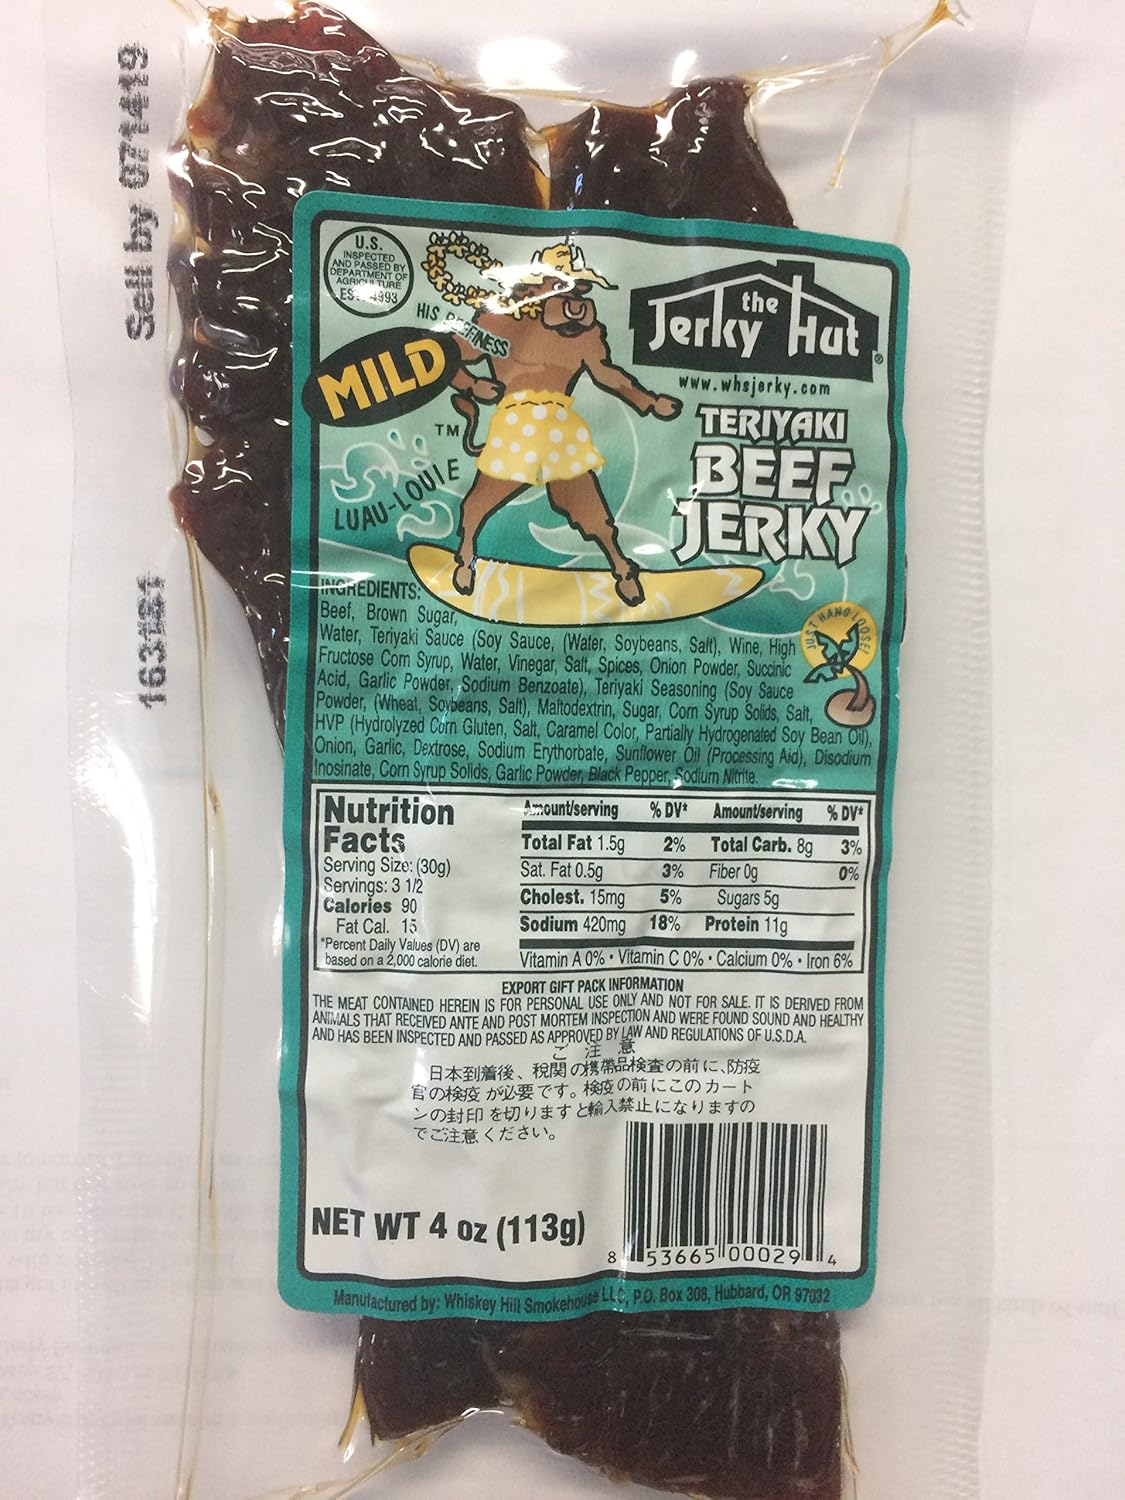 Sell by 071419
U.S.
INSPECTED
AND PASSED BY
DEPARTMENT OF
AGRICULTURE
EST. 4993
HIS BEEFINESS
MILD
TM
LUAU-LOUIE
the
Jerky Hut®
www.whsjerky.com
TERIYAKI
BEEF
JERKY
JUST HANG LOOSE!
INGREDIENTS:
Beef, Brown Sugar,
Water, Teriyaki Sauce (Soy Sauce, (Water, Soybeans, Salt), Wine, High
Fructose Corn Syrup, Water, Vinegar, Salt, Spices, Onion Powder, Succinic
Acid, Garlic Powder, Sodium Benzoate), Teriyaki Seasoning (Soy Sauce
Powder, (Wheat, Soybeans, Salt), Maltodextrin, Sugar, Corn Syrup Solids, Salt,
HVP (Hydrolyzed Corn Gluten, Salt, Caramel Color, Partially Hydrogenated Soy Bean Oil),
Onion, Garlic, Dextrose, Sodium Erythorbate, Sunflower Oil (Processing Aid), Disodium
Inosinate, Corn Syrup Solids, Garlic Powder, Black Pepper, Sodium Nitrite.
Nutrition
Facts
Serving Size: (30g)
Servings: 3 1/2
Calories 90
Fat Cal. 15
*Percent Daily Values (DV) are
based on a 2,000 calorie diet.
Amount/serving % DV* Amount/serving % DV*
Total Fat 1.5g 2% Total Carb. 8g 3%
Sat. Fat 0.5g 3% Fiber 0g 0%
Cholest. 15mg 5% Sugars 5g
Sodium 420mg 18% Protein 11g
Vitamin A 0% • Vitamin C 0% • Calcium 0% • Iron 6%
EXPORT GIFT PACK INFORMATION
THE MEAT CONTAINED HEREIN IS FOR PERSONAL USE ONLY AND NOT FOR SALE. IT IS DERIVED FROM
ANIMALS THAT RECEIVED ANTE AND POST MORTEM INSPECTION AND WERE FOUND SOUND AND HEALTHY
AND HAS BEEN INSPECTED AND PASSED AS APPROVED BY LAW AND REGULATIONS OF U.S.D.A.
ご 注 意
日本到着後、税関の携帯品検査の前に、防疫
官の検疫が必要です。検疫の前にこのカート
ンの封印を切りますと輸入禁止になりますの
でご注意ください。
NET WT 4 oz (113g)
8 53665 00029 4
Manufactured by: Whiskey Hill Smokehouse LLC, P.O. Box 308, Hubbard, OR 97032